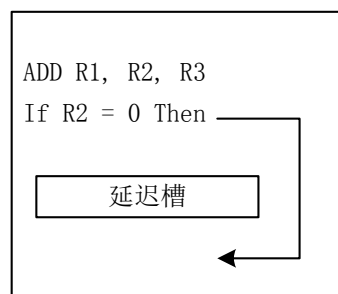 ADD R1, R2, R3
If R2 = 0 Then
延迟槽